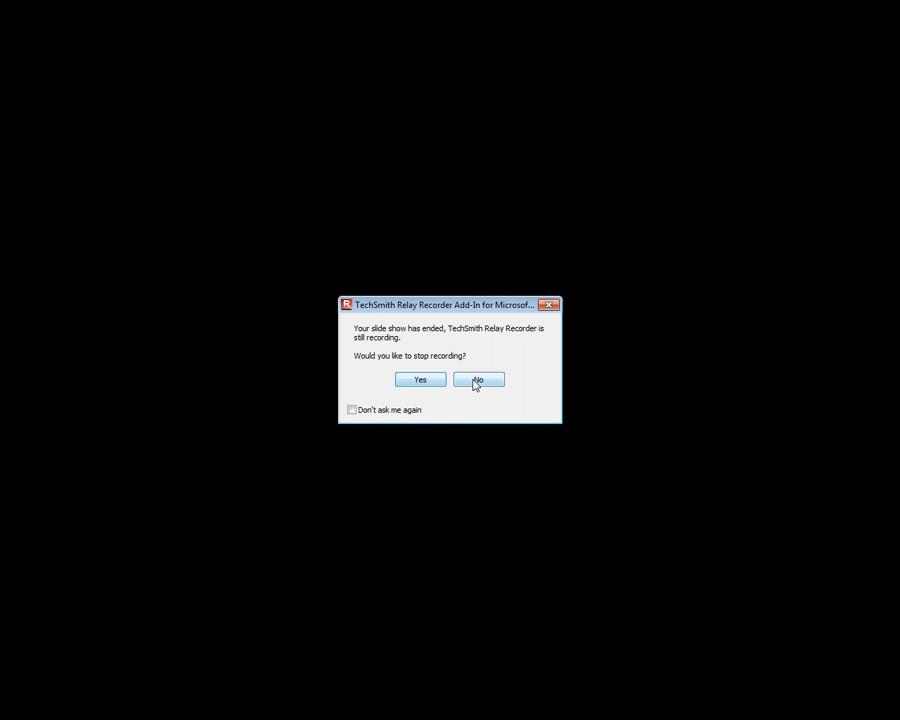 R TechSmith Relay Recorder Add-In for Microsof...
Your slide show has ended, TechSmith Relay Recorder is
still recording.
Would you like to stop recording?
Yes No
Don't ask me again